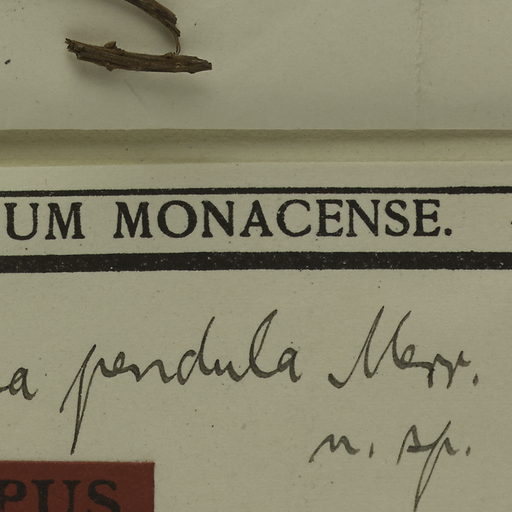 UM MONACENSE.
a pendula Merr.
n. sp.
PUS